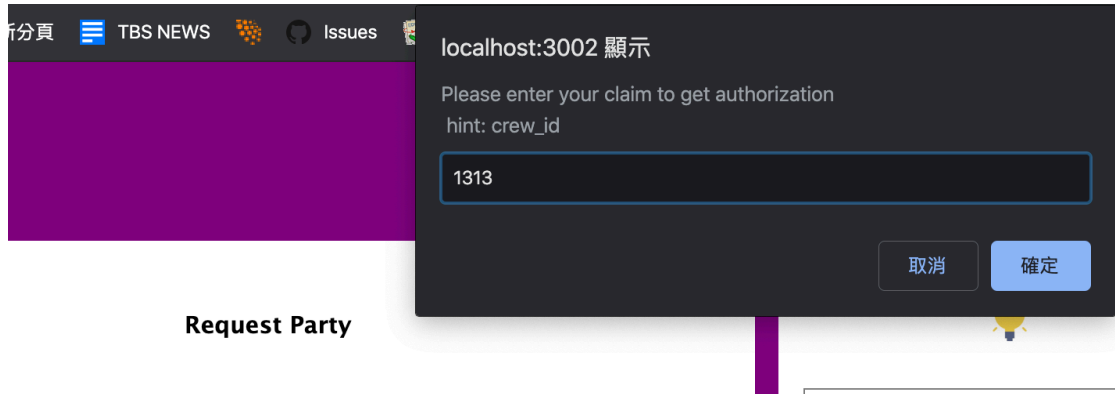 新分頁 TBS NEWS Issues
localhost:3002 顯示
Please enter your claim to get authorization
hint: crew_id
1313
取消 確定
Request Party